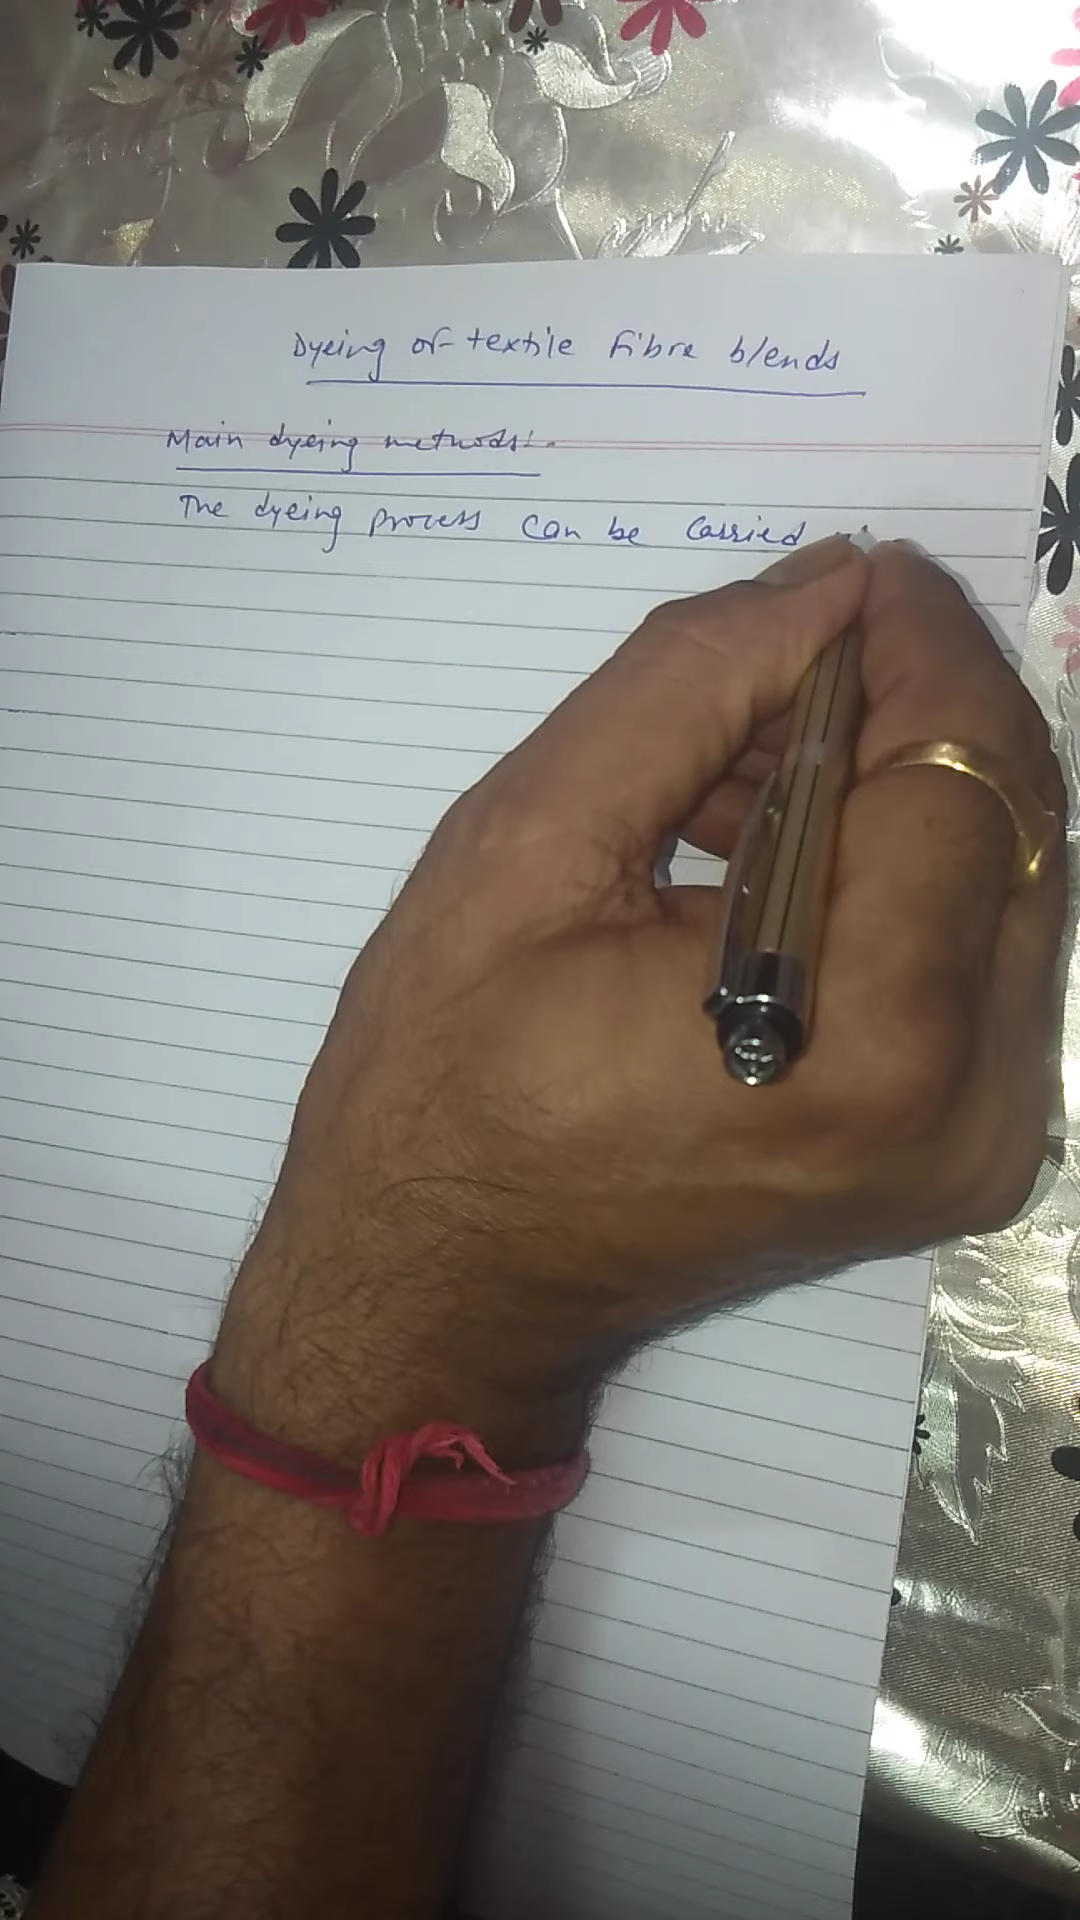 Dyeing of textile fibre blends
Main dyeing methods:-
The dyeing process can be carried